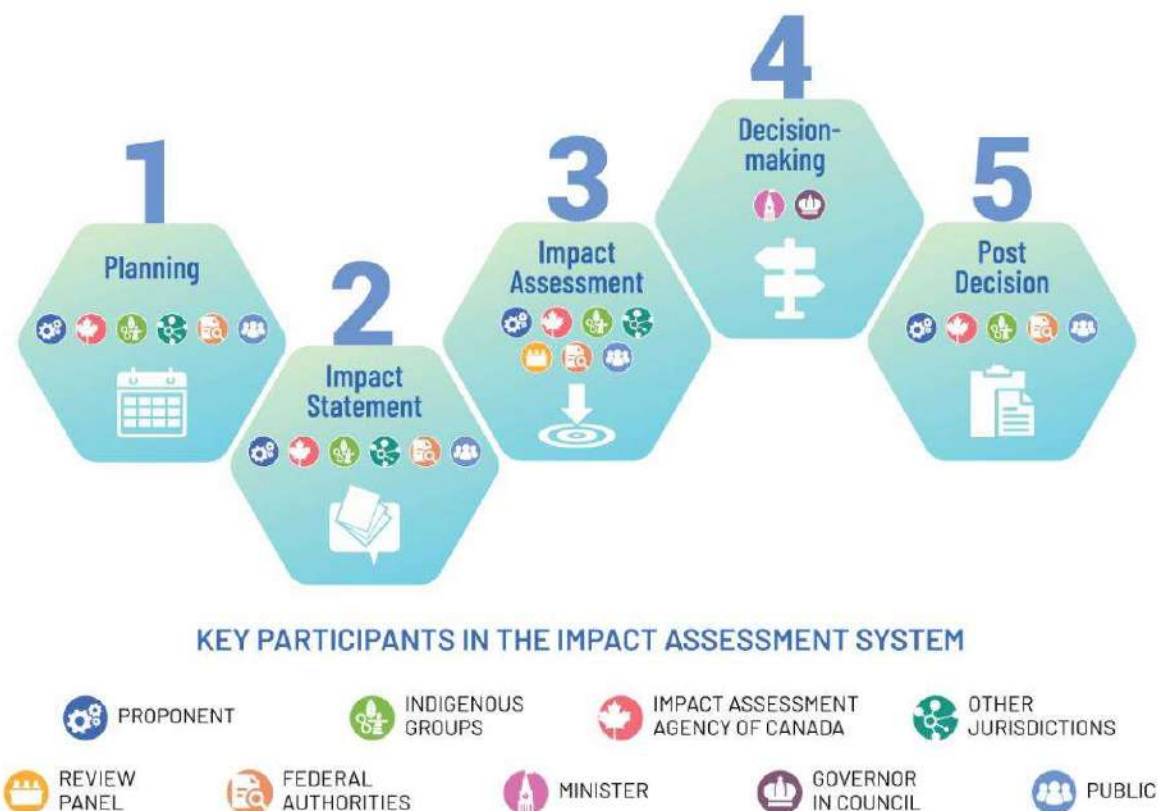 1
Planning
2
Impact
Statement
3
Impact
Assessment
4
Decision-
making
5
Post
Decision
KEY PARTICIPANTS IN THE IMPACT ASSESSMENT SYSTEM
PROPONENT
INDIGENOUS
GROUPS
IMPACT ASSESSMENT
AGENCY OF CANADA
OTHER
JURISDICTIONS
REVIEW
PANEL
FEDERAL
AUTHORITIES
MINISTER
GOVERNOR
IN COUNCIL
PUBLIC